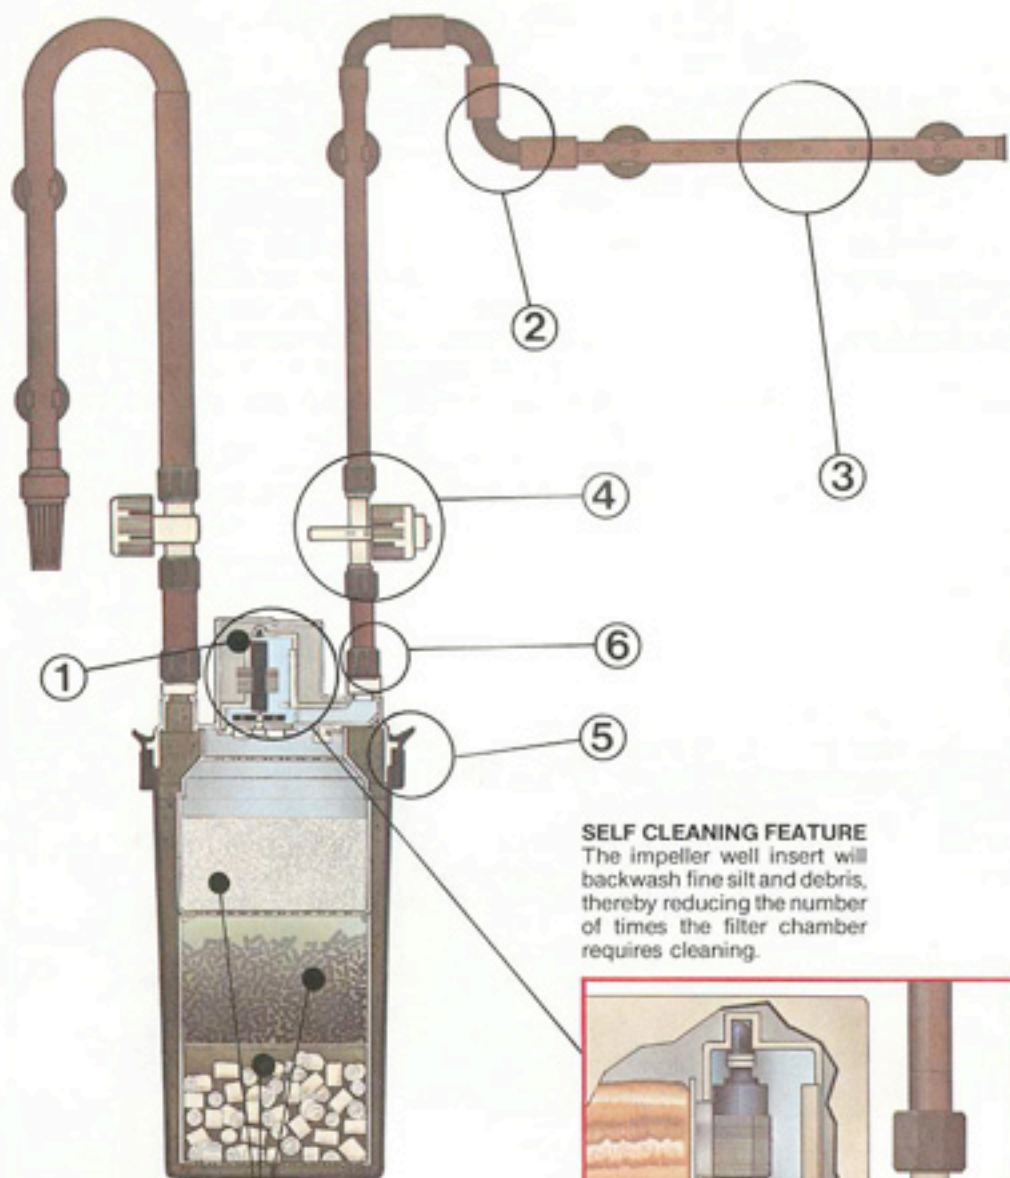 ②
③
④
⑥
①
⑤
SELF CLEANING FEATURE
The impeller well insert will
backwash fine silt and debris,
thereby reducing the number
of times the filter chamber
requires cleaning.